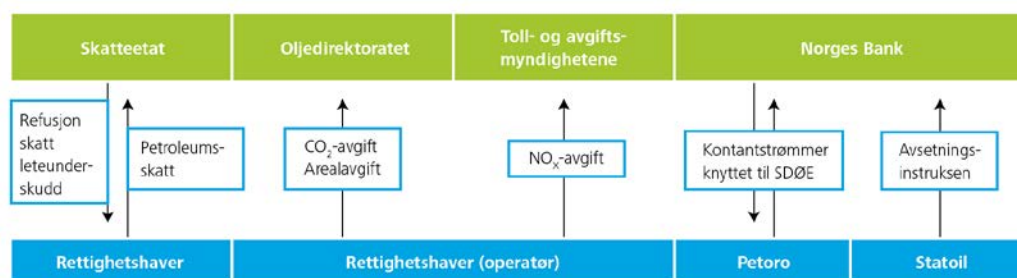 Skatteetat
Oljedirektoratet
Toll- og avgifts-
myndighetene
Norges Bank
Refusjon
skatt
leteunder-
skudd
Petroleums-
skatt
CO₂-avgift
Arealavgift
NOₓ-avgift
Kontantstrømmer
knyttet til SDØE
Avsetnings-
instruksen
Rettighetshaver
Rettighetshaver (operatør)
Petoro
Statoil